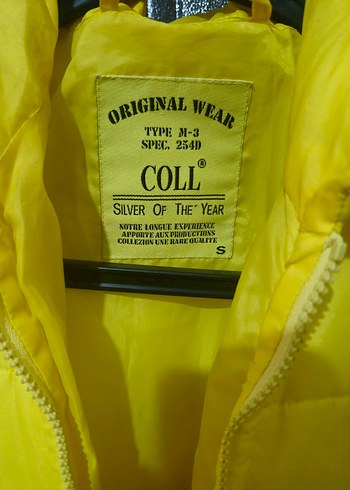 ORIGINAL WEAR
TYPE M-3
SPEC. 254D
COLL®
SILVER OF THE YEAR
NOTRE LONGUE EXPERIENCE
APPORTE AUX PRODUCTIONS
COLLEZION UNE RARE QUALITE
S